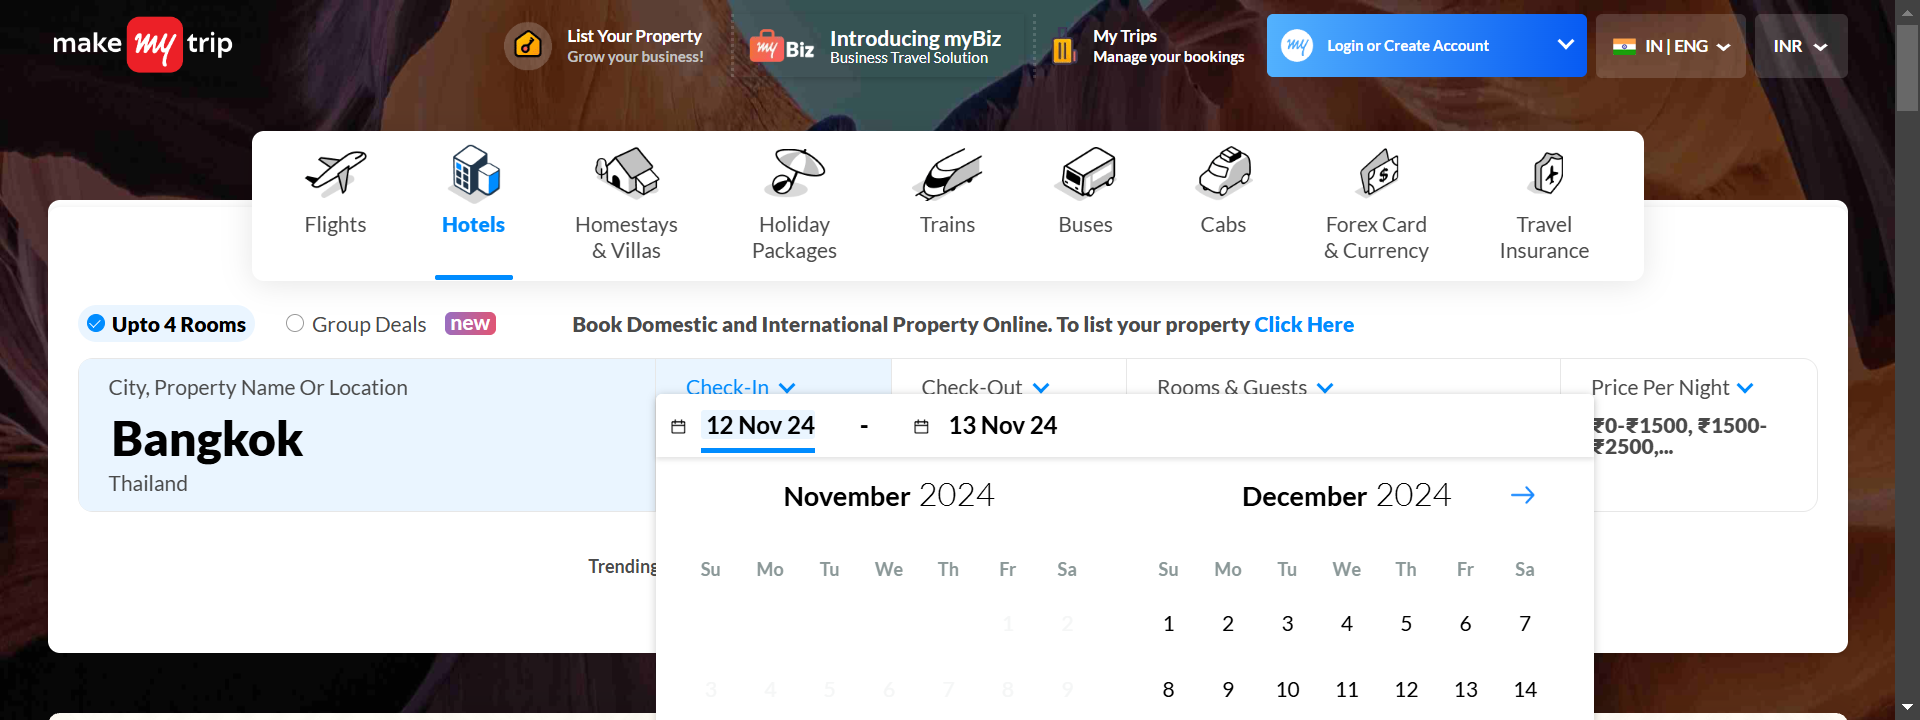 make my trip
List Your Property
Grow your business!
my Biz
Introducing myBiz
Business Travel Solution
My Trips
Manage your bookings
my
Login or Create Account
IN | ENG
INR
Flights
Hotels
Homestays
& Villas
Holiday
Packages
Trains
Buses
Cabs
Forex Card
& Currency
Travel
Insurance
Upto 4 Rooms
Group Deals
new
Book Domestic and International Property Online. To list your property Click Here
City, Property Name Or Location
Bangkok
Thailand
Check-In
Check-Out
Rooms & Guests
Price Per Night
₹0-₹1500, ₹1500-
₹2500,...
12 Nov 24 - 13 Nov 24
November 2024
December 2024
Trending
Su Mo Tu We Th Fr Sa
1 2
3 4 5 6 7 8 9
Su Mo Tu We Th Fr Sa
1 2 3 4 5 6 7
8 9 10 11 12 13 14